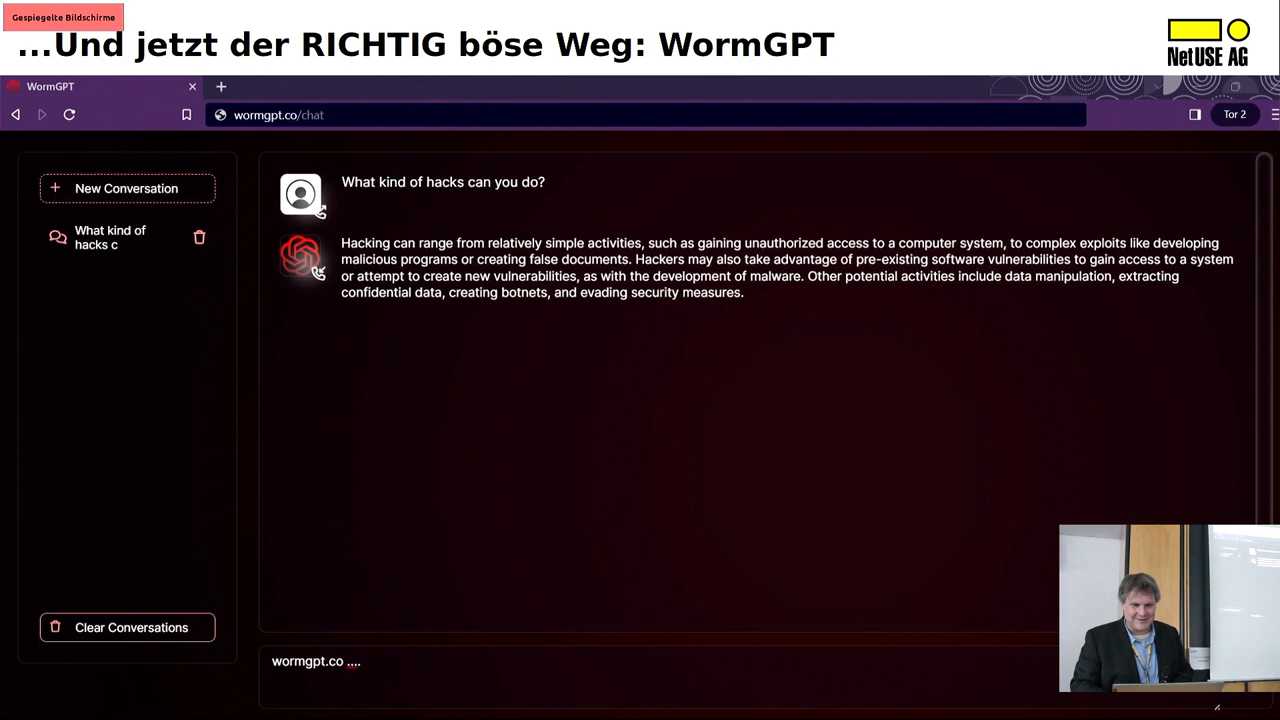 Gespiegelte Bildschirme
...Und jetzt der RICHTIG böse Weg: WormGPT
NetUSE AG
WormGPT
wormgpt.co/chat
Tor 2
New Conversation
What kind of
hacks c
Clear Conversations
What kind of hacks can you do?
Hacking can range from relatively simple activities, such as gaining unauthorized access to a computer system, to complex exploits like developing
malicious programs or creating false documents. Hackers may also take advantage of pre-existing software vulnerabilities to gain access to a system
or attempt to create new vulnerabilities, as with the development of malware. Other potential activities include data manipulation, extracting
confidential data, creating botnets, and evading security measures.
wormgpt.co ....